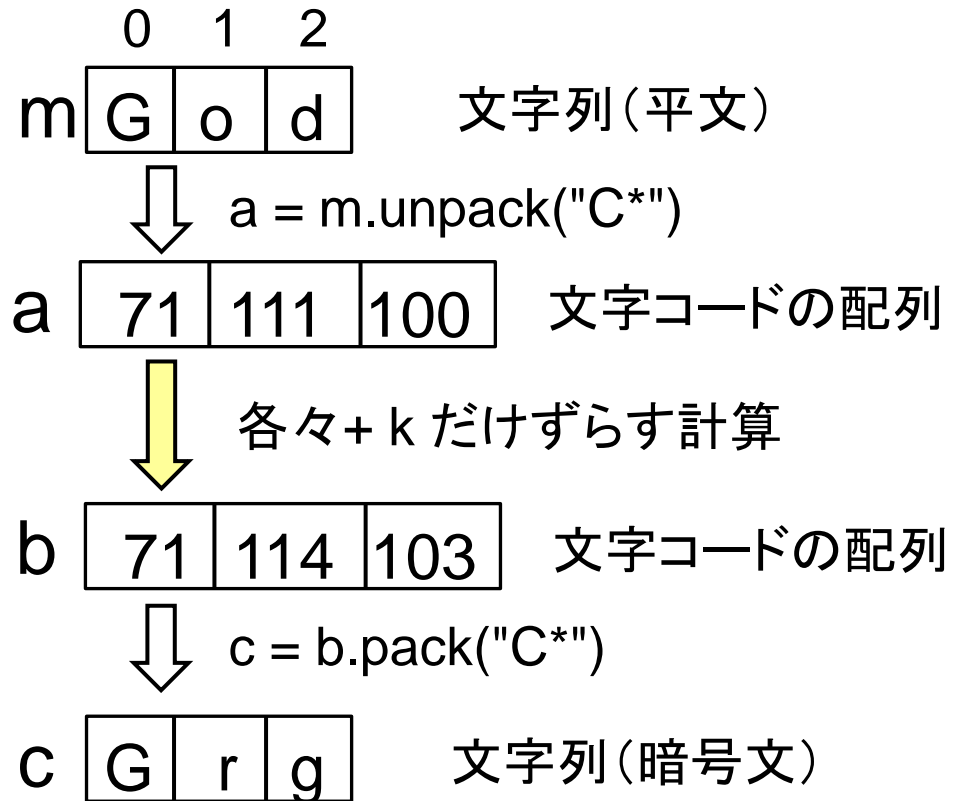 0 1 2
m G o d 文字列(平文)
a = m.unpack("C*")
a 71 111 100 文字コードの配列
各々+ k だけずらす計算
b 71 114 103 文字コードの配列
c = b.pack("C*")
c G r g 文字列(暗号文)